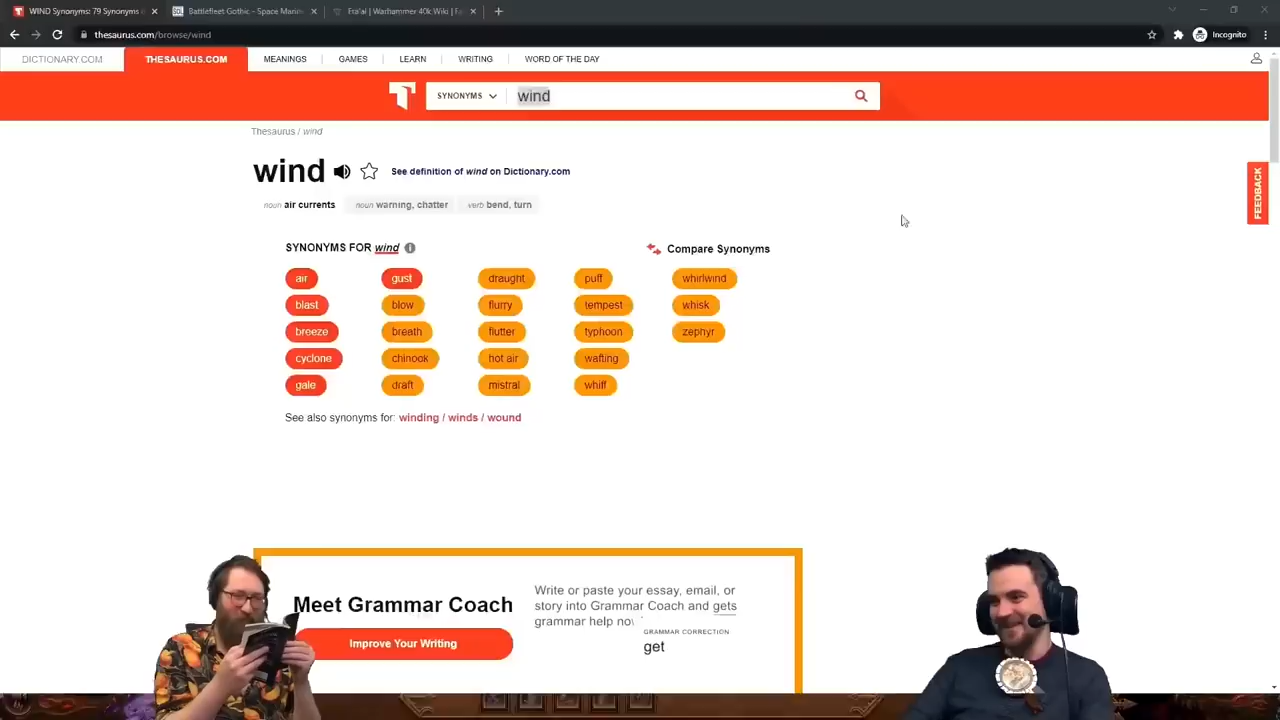 WIND Synonyms: 79 Synonyms &
Battlefleet Gothic - Space Marin
Fra'al | Warhammer 40k Wiki | Fa
thesaurus.com/browse/wind
Incognito
DICTIONARY.COM
THESAURUS.COM
MEANINGS
GAMES
LEARN
WRITING
WORD OF THE DAY
SYNONYMS
wind
Thesaurus / wind
wind
See definition of wind on Dictionary.com
FEEDBACK
noun air currents
noun warning, chatter
verb bend, turn
SYNONYMS FOR wind
Compare Synonyms
air
gust
draught
puff
whirlwind
blast
blow
flurry
tempest
whisk
breeze
breath
flutter
typhoon
zephyr
cyclone
chinook
hot air
wafting
gale
draft
mistral
whiff
See also synonyms for: winding / winds / wound
Meet Grammar Coach
Improve Your Writing
Write or paste your essay, email, or
story into Grammar Coach and gets
grammar help
GRAMMAR CORRECTION
get